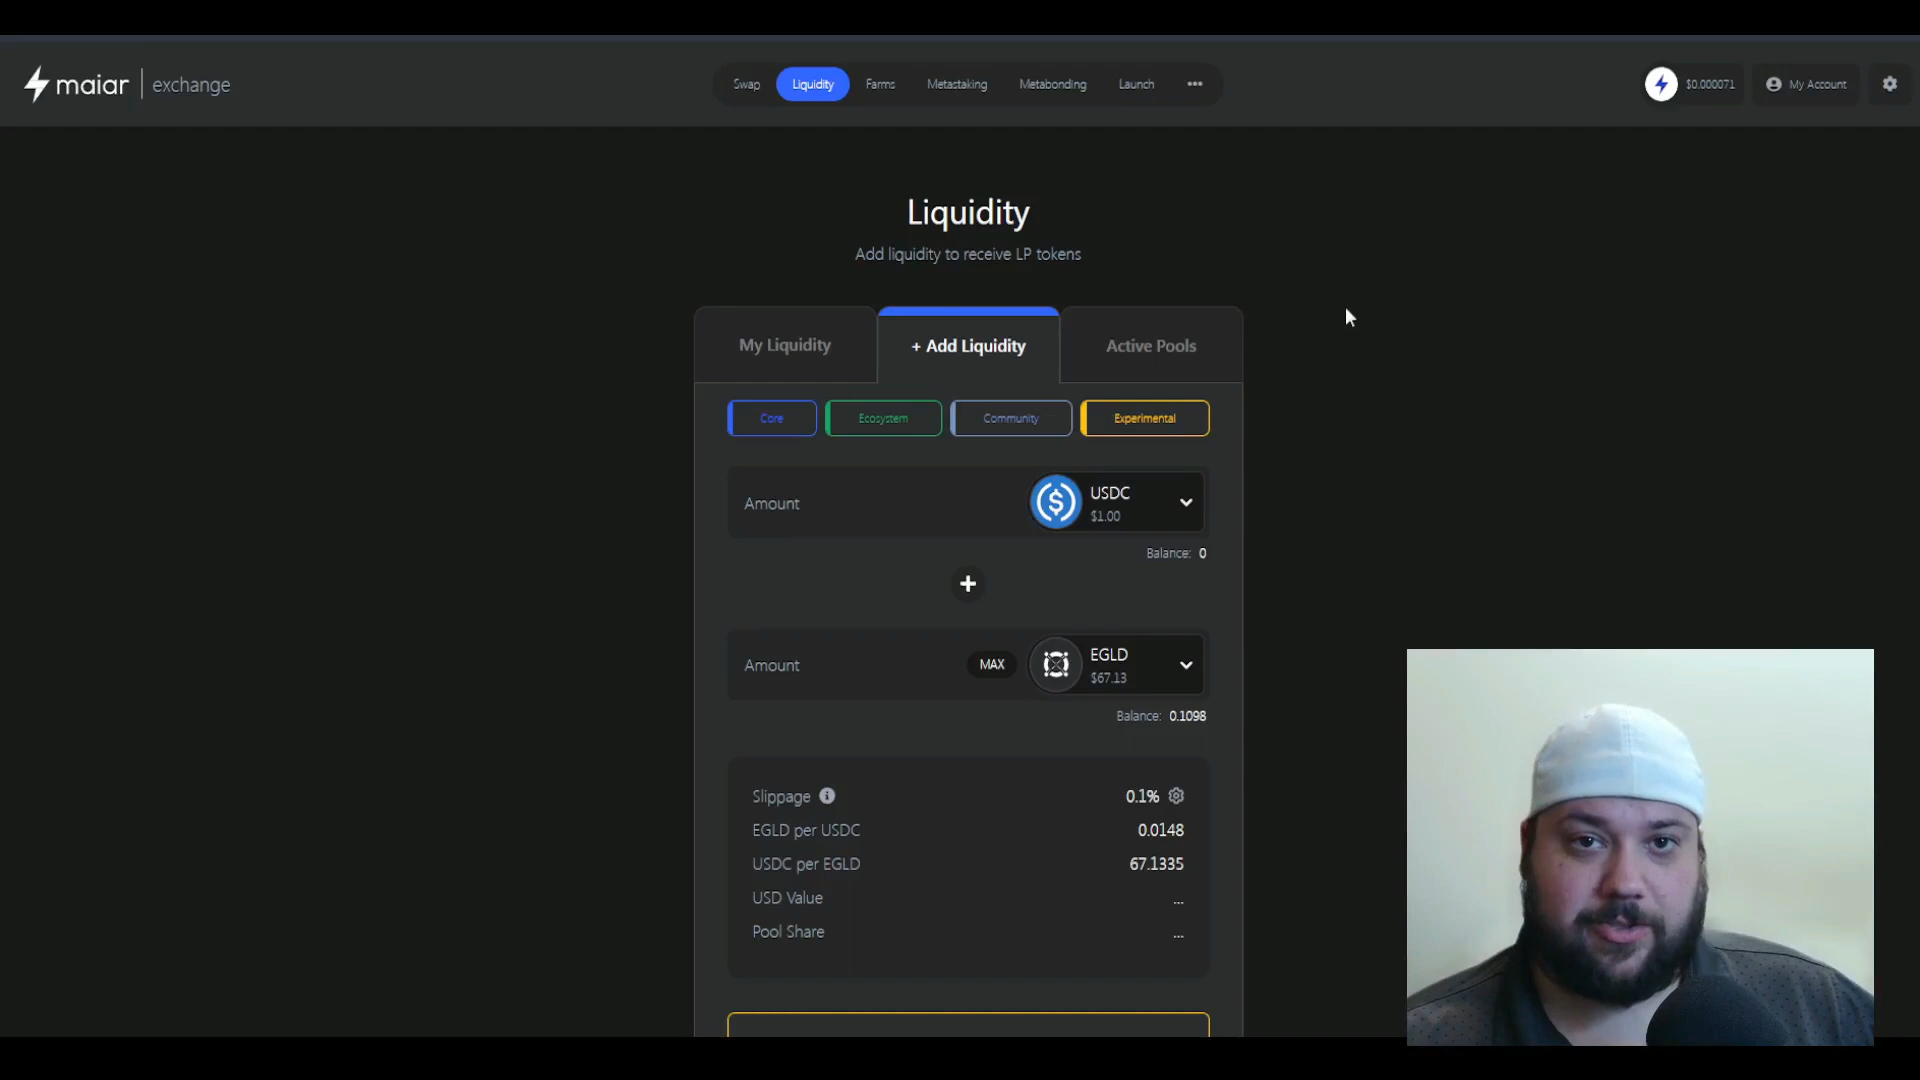 maiar | exchange
Swap
Liquidity
Farms
Metastaking
Metabonding
Launch
•••
$0.000071
My Account
Liquidity
Add liquidity to receive LP tokens
My Liquidity
+ Add Liquidity
Active Pools
Core
Ecosystem
Community
Experimental
Amount
USDC
$1.00
Balance: 0
+
Amount
MAX
EGLD
$67.13
Balance: 0.1098
Slippage 0.1%
EGLD per USDC 0.0148
USDC per EGLD 67.1335
USD Value ...
Pool Share ...